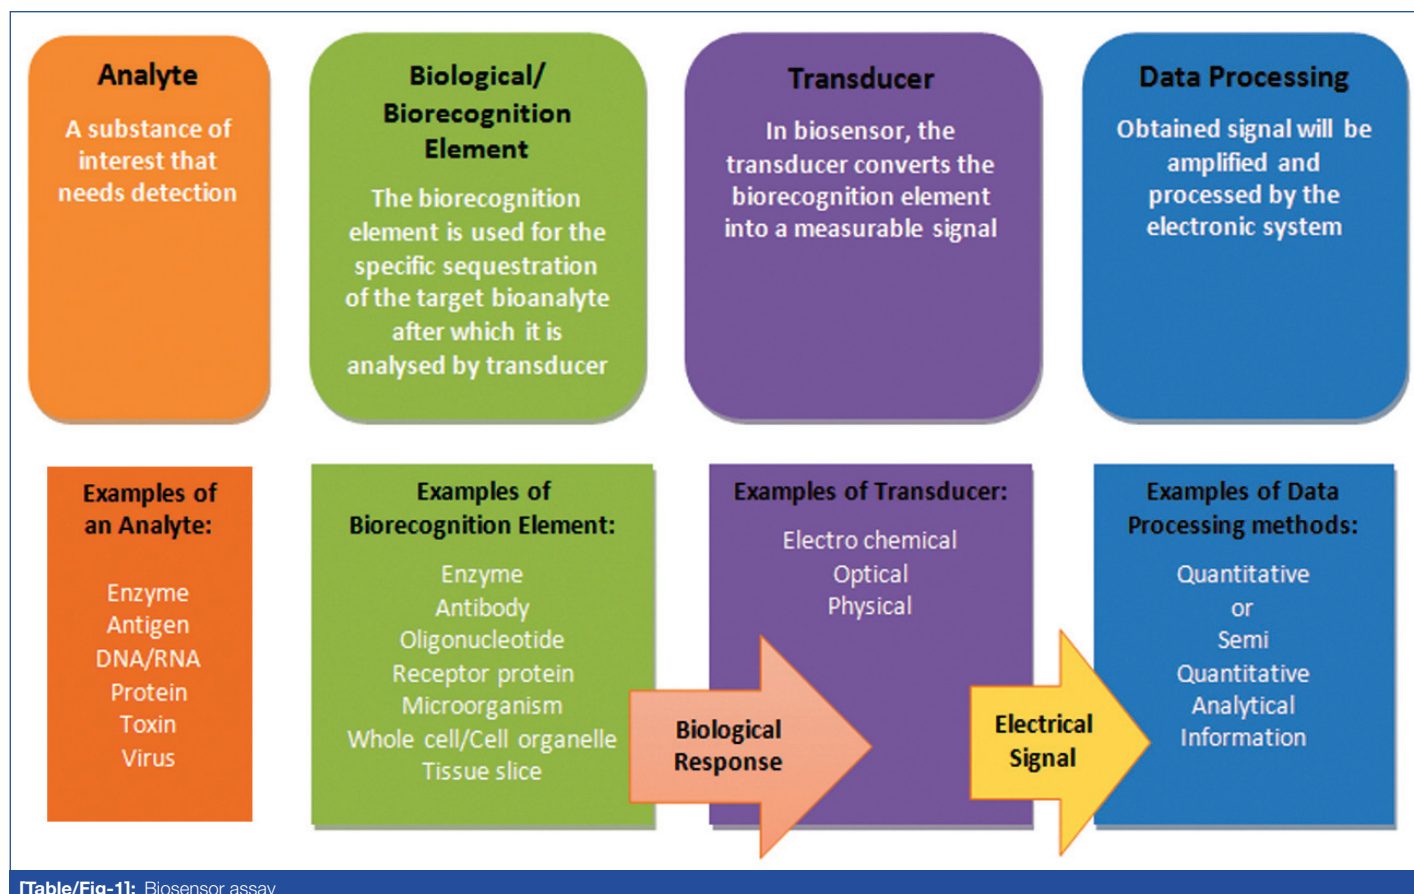 Analyte
A substance of
interest that
needs detection
Biological/
Biorecognition
Element
The biorecognition
element is used for the
specific sequestration
of the target bioanalyte
after which it is
analysed by transducer
Transducer
In biosensor, the
transducer converts the
biorecognition element
into a measurable signal
Data Processing
Obtained signal will be
amplified and
processed by the
electronic system
Examples of
an Analyte:
Enzyme
Antigen
DNA/RNA
Protein
Toxin
Virus
Examples of
Biorecognition Element:
Enzyme
Antibody
Oligonucleotide
Receptor protein
Microorganism
Whole cell/Cell organelle
Tissue slice
Biological
Response
Examples of Transducer:
Electro chemical
Optical
Physical
Electrical
Signal
Examples of Data
Processing methods:
Quantitative
or
Semi
Quantitative
Analytical
Information
[Table/Fig-1]: Biosensor assay